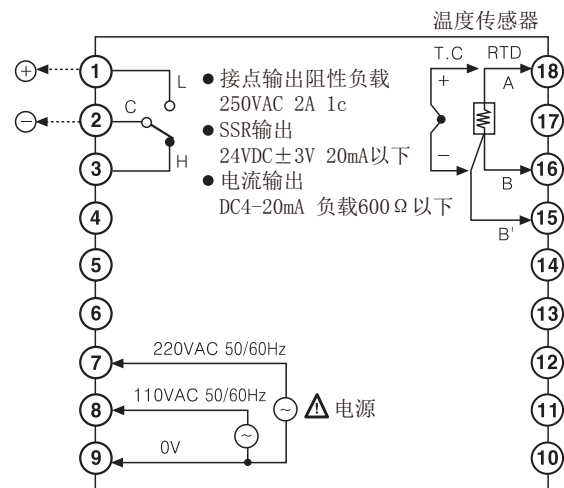 温度传感器
T.C RTD
+ A
−
B
B'
+ 1
− 2
3
4
5
6
7
8
9
L
C
H
● 接点输出阻性负载
250VAC 2A 1c
● SSR输出
24VDC±3V 20mA以下
● 电流输出
DC4-20mA 负载600Ω以下
18
17
16
15
14
13
12
11
10
220VAC 50/60Hz
110VAC 50/60Hz
0V
~
~
! 电源